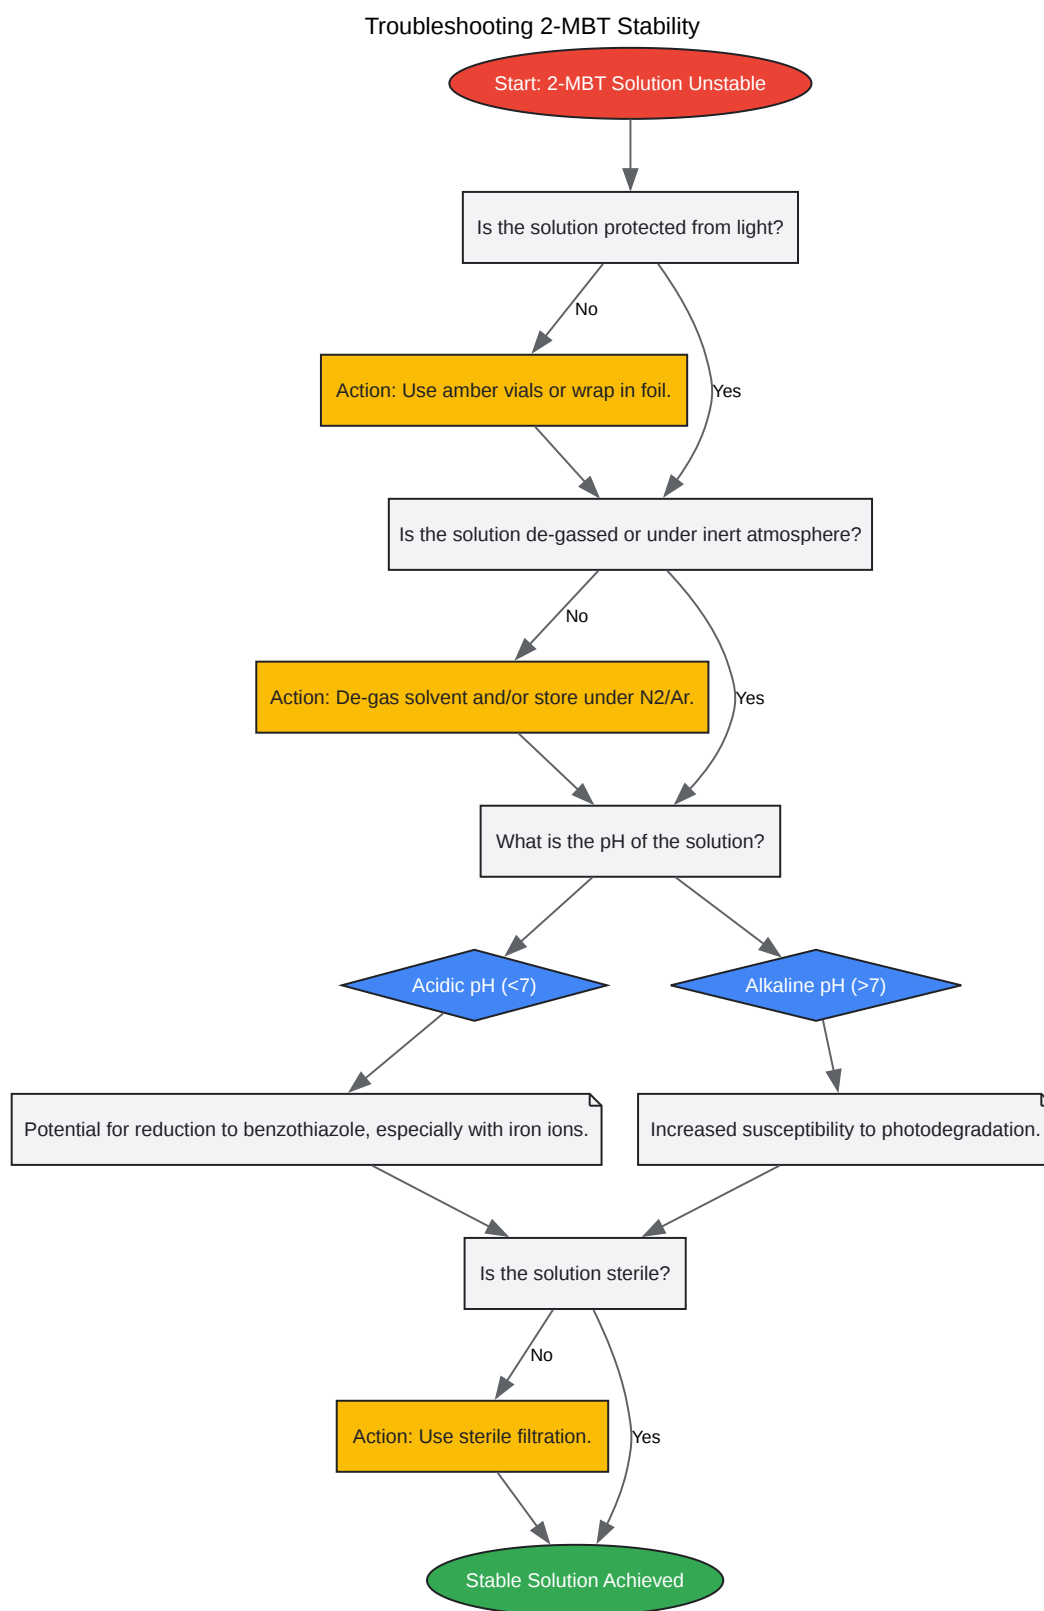 Troubleshooting 2-MBT Stability
Start: 2-MBT Solution Unstable
Is the solution protected from light?
No
Action: Use amber vials or wrap in foil.
Yes
Is the solution de-gassed or under inert atmosphere?
No
Action: De-gas solvent and/or store under N2/Ar.
Yes
What is the pH of the solution?
Acidic pH (<7)
Alkaline pH (>7)
Potential for reduction to benzothiazole, especially with iron ions.
Increased susceptibility to photodegradation.
Is the solution sterile?
No
Action: Use sterile filtration.
Yes
Stable Solution Achieved